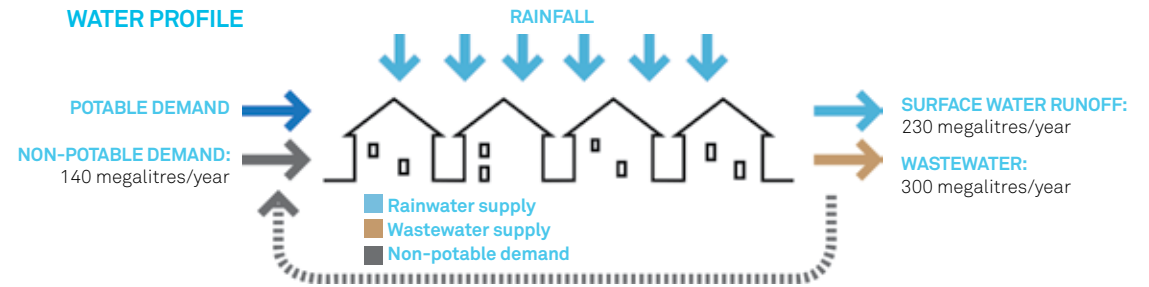 WATER PROFILE
RAINFALL
POTABLE DEMAND
NON-POTABLE DEMAND:
140 megalitres/year
SURFACE WATER RUNOFF:
230 megalitres/year
WASTEWATER:
300 megalitres/year
Rainwater supply
Wastewater supply
Non-potable demand